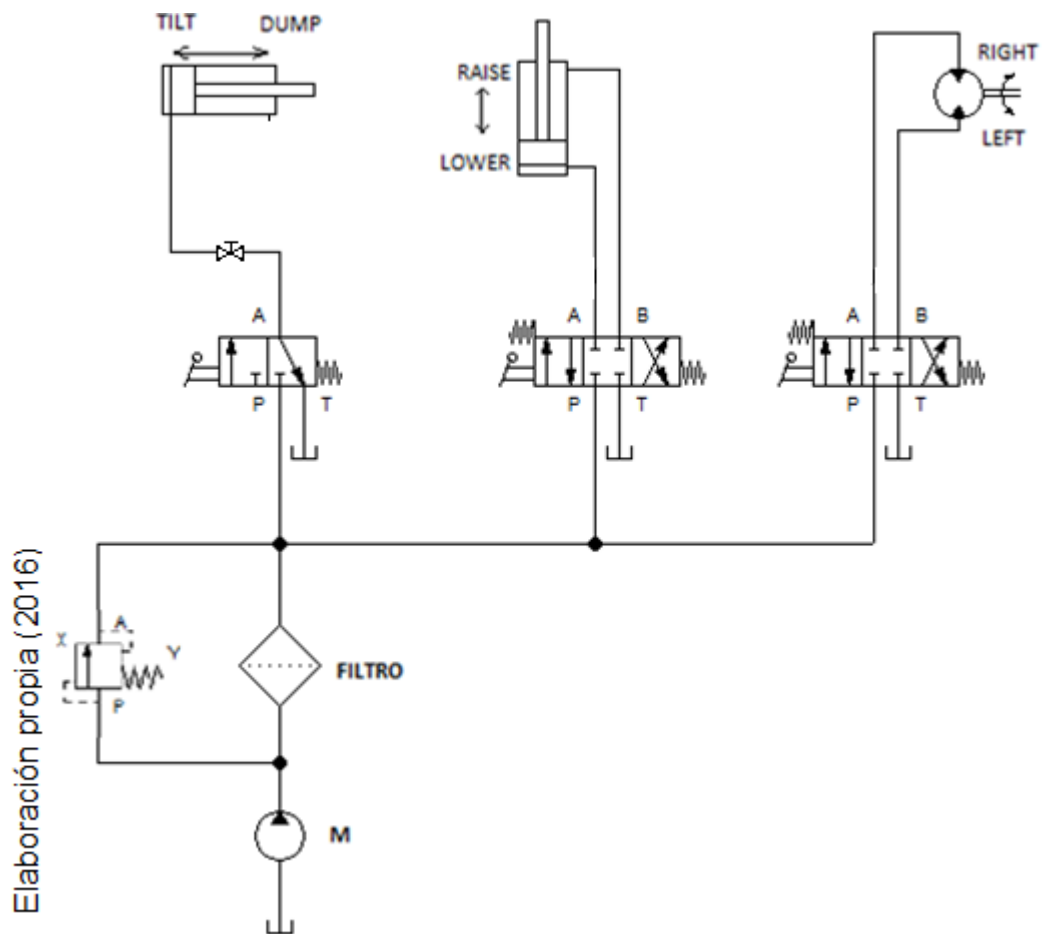 TILT DUMP
RAISE
LOWER
RIGHT
LEFT
A
P T
A B
P T
A B
P T
X A Y
P
FILTRO
M
Elaboración propia (2016)